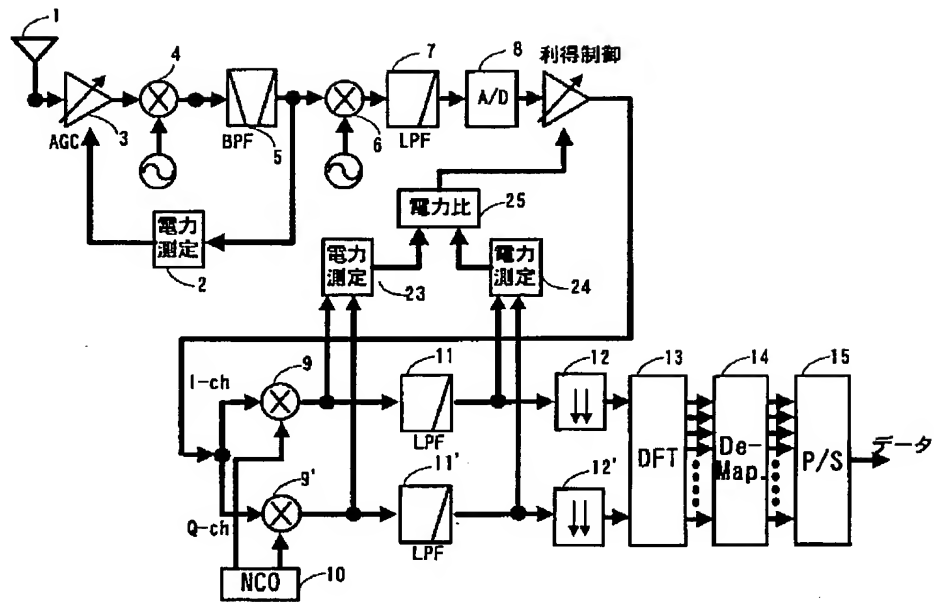 1
4
7
8
利得制御
A/D
3
AGC
BPF
5
6
LPF
電力比
25
電力
測定
2
電力
測定
23
電力
測定
24
I-ch
9
11
12
13
14
15
LPF
DFT
De-
Map.
P/S
データ
9'
11'
12'
Q-ch
LPF
NCO
10